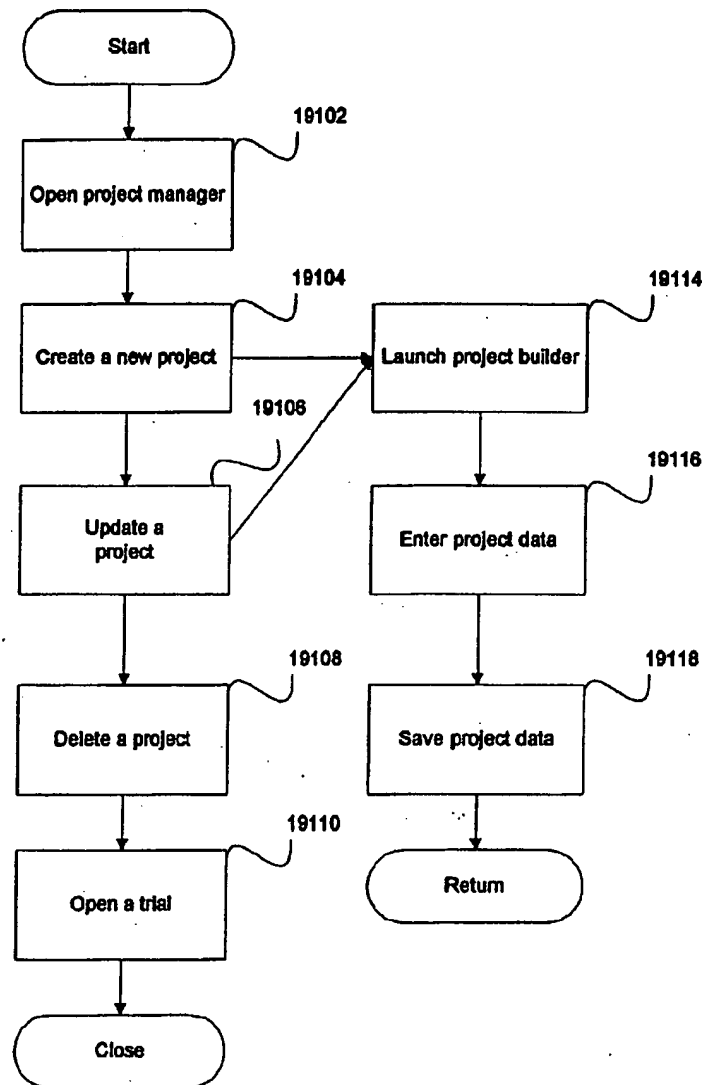 Start
19102
Open project manager
19104
Create a new project
19114
Launch project builder
19106
Update a
project
19116
Enter project data
19108
Delete a project
19118
Save project data
19110
Open a trial
Return
Close